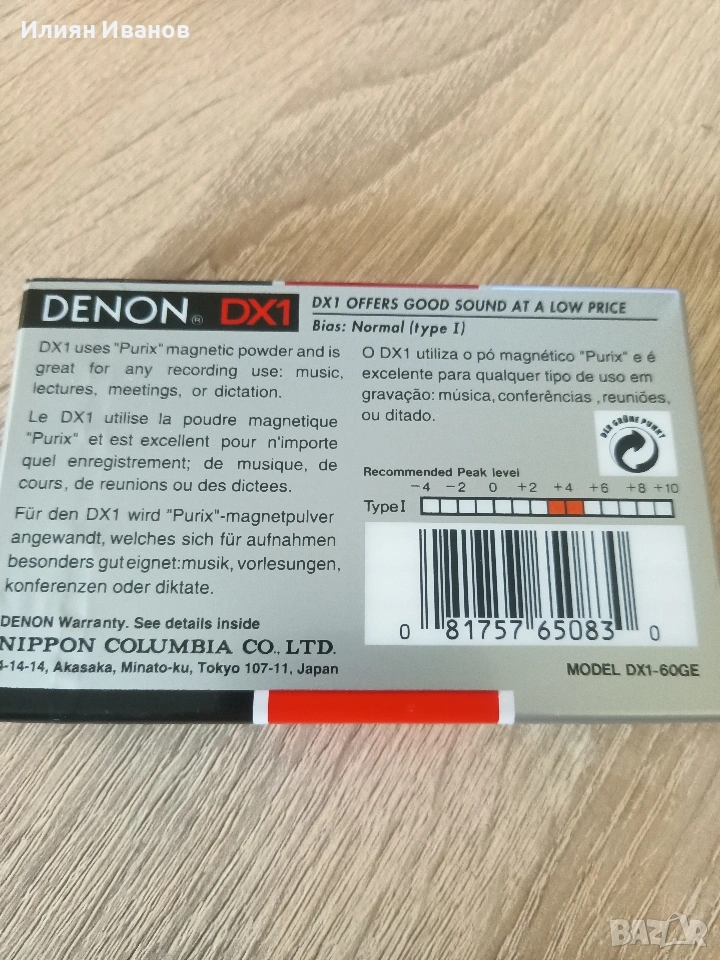 Илиян Иванов
DENON® DX1
DX1 OFFERS GOOD SOUND AT A LOW PRICE
Bias: Normal (type I)
DX1 uses "Purix" magnetic powder and is
great for any recording use: music,
lectures, meetings, or dictation.
Le DX1 utilise la poudre magnetique
"Purix" et est excellent pour n'importe
quel enregistrement; de musique, de
cours, de reunions ou des dictees.
Für den DX1 wird "Purix"-magnetpulver
angewandt, welches sich für aufnahmen
besonders guteignet:musik, vorlesungen,
konferenzen oder diktate.
DENON Warranty. See details inside
NIPPON COLUMBIA CO., LTD.
4-14-14, Akasaka, Minato-ku, Tokyo 107-11, Japan
O DX1 utiliza o pó magnético "Purix" e é
excelente para qualquer tipo de uso em
gravação: música, conferências , reuniões,
ou ditado.
DER GRÜNE PUNKT
Recommended Peak level
-4 -2 0 +2 +4 +6 +8 +10
Type I
0 81757 65083 0
MODEL DX1-60GE
BAZAR